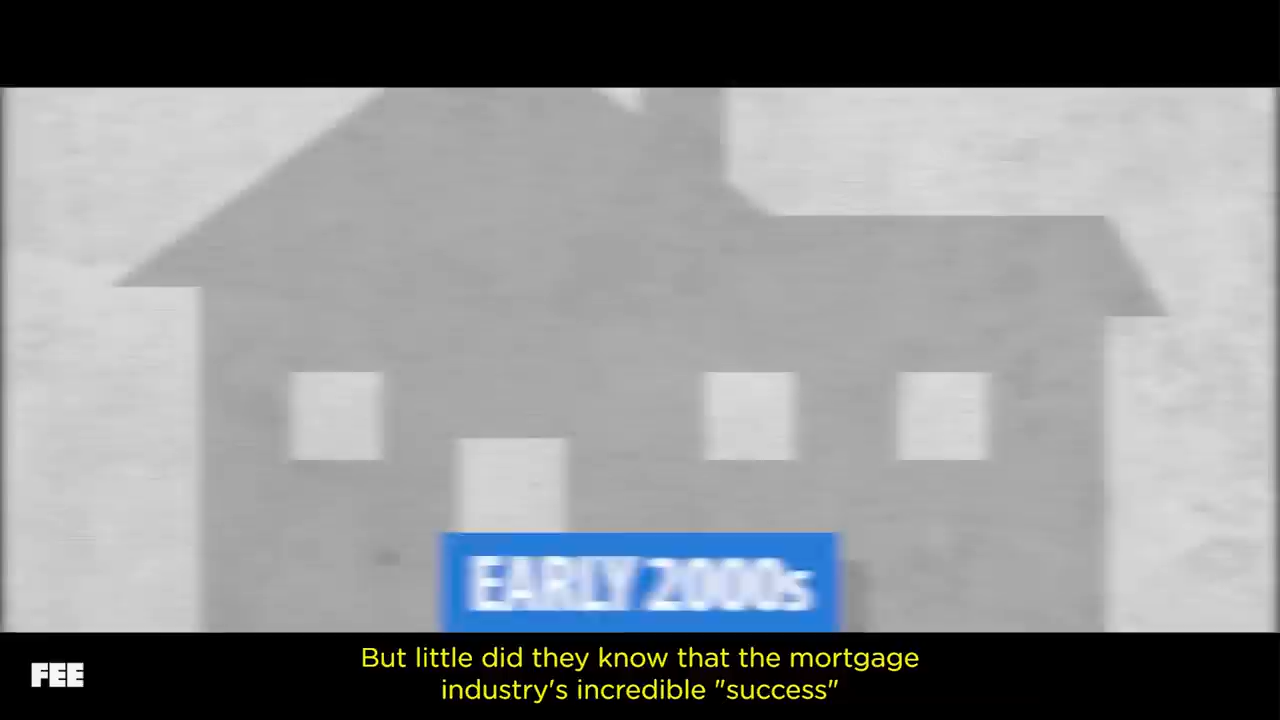 EARLY 2000s
FEE
But little did they know that the mortgage
industry's incredible "success"